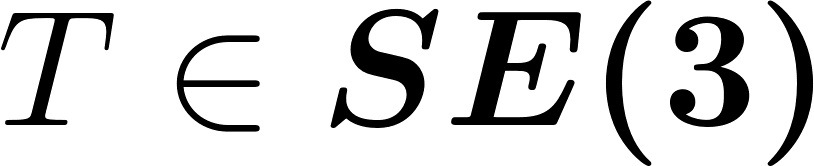 T ∈ SE(3)